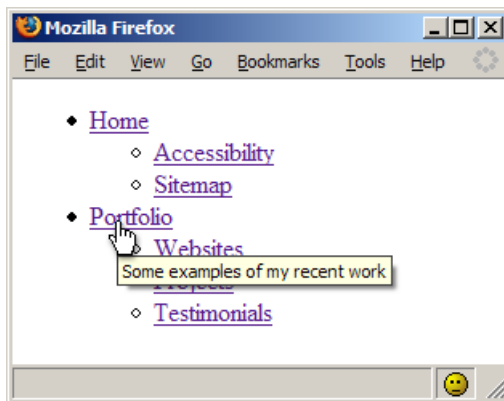 Mozilla Firefox
File Edit View Go Bookmarks Tools Help
Home
Accessibility
Sitemap
Portfolio
Websites
Some examples of my recent work
Testimonials